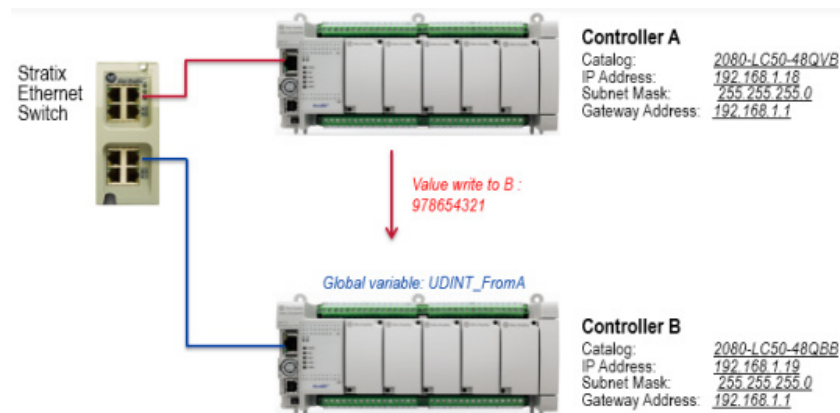 Stratix
Ethernet
Switch
Controller A
Catalog: 2080-LC50-48QVB
IP Address: 192.168.1.18
Subnet Mask: 255.255.255.0
Gateway Address: 192.168.1.1
Value write to B :
978654321
Global variable: UDINT_FromA
Controller B
Catalog: 2080-LC50-48QBB
IP Address: 192.168.1.19
Subnet Mask: 255.255.255.0
Gateway Address: 192.168.1.1